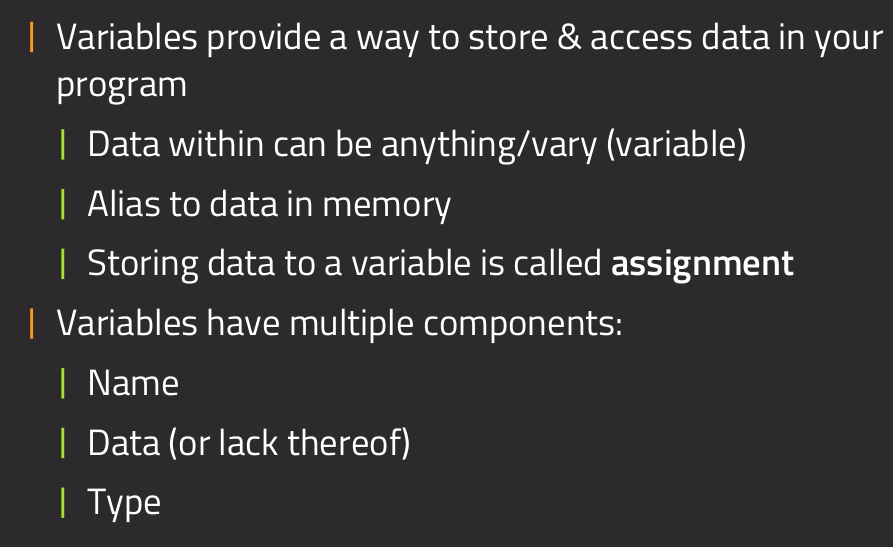 Variables provide a way to store & access data in your
program
Data within can be anything/vary (variable)
Alias to data in memory
Storing data to a variable is called assignment
Variables have multiple components:
Name
Data (or lack thereof)
Type